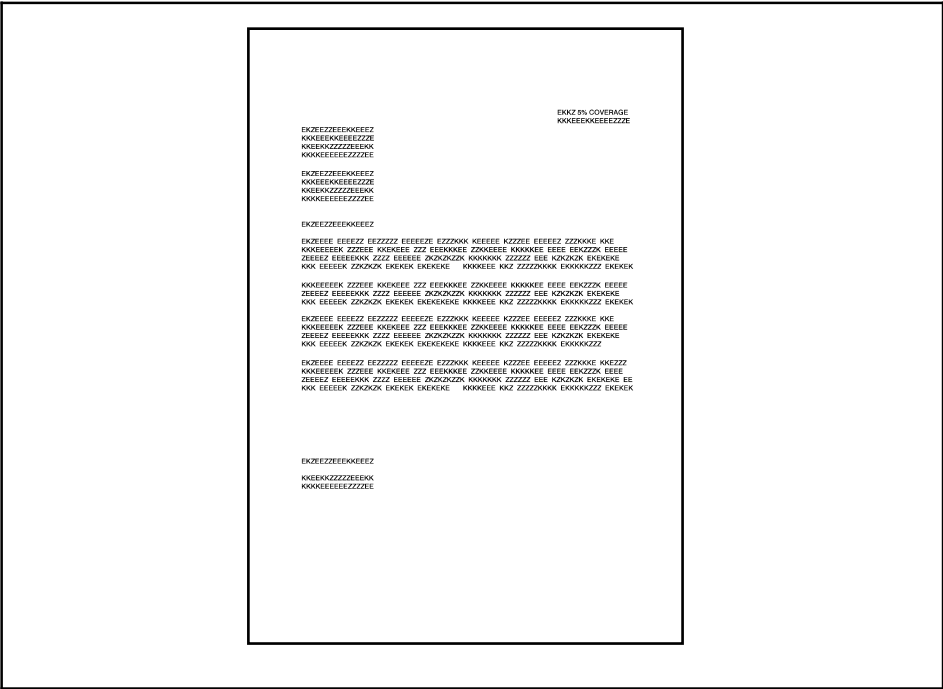 EKKZ 5% COVERAGE
KKKEEEKKEEEEZZZE
EKZEEZZEEEKKEEEZ
KKKEEEKKEEEEZZZE
KKEEKKZZZZZEEEKK
KKKKEEEEEEZZZZEE
EKZEEZZEEEKKEEEZ
KKKEEEKKEEEEZZZE
KKEEKKZZZZZEEEKK
KKKKEEEEEEZZZZEE
EKZEEZZEEEKKEEEZ
EKZEEEE EEEEZZ EEZZZZZ EEEEEEZE EZZZKKK KEEEEE KZZZEE EEEEEZ ZZZKKKE KKE
KKKEEEEEK ZZZEEE KKEKEEE ZZZ EEEKKKEE ZZKKEEEE KKKKKEE EEEE EEKZZZK EEEEE
ZEEEEZ EEEEEKKK ZZZZ EEEEEE ZKZKZKZZK KKKKKKK ZZZZZZ EEE KZKZKZK EKEKEKE
KKK EEEEEK ZZKZKZK EKEKEK EKEKEKE KKKKEEE KKZ ZZZZZKKKK EKKKKKZZZ EKEKEK
KKKEEEEEK ZZZEEE KKEKEEE ZZZ EEEKKKEE ZZKKEEEE KKKKKEE EEEE EEKZZZK EEEEE
ZEEEEZ EEEEEKKK ZZZZ EEEEEE ZKZKZKZZK KKKKKKK ZZZZZZ EEE KZKZKZK EKEKEKE
KKK EEEEEK ZZKZKZK EKEKEK EKEKEKEKE KKKKEEE KKZ ZZZZZKKKK EKKKKKZZZ EKEKEK
EKZEEEE EEEEZZ EEZZZZZ EEEEEEZE EZZZKKK KEEEEE KZZZEE EEEEEZ ZZZKKKE KKE
KKKEEEEEK ZZZEEE KKEKEEE ZZZ EEEKKKEE ZZKKEEEE KKKKKEE EEEE EEKZZZK EEEEE
ZEEEEZ EEEEEKKK ZZZZ EEEEEE ZKZKZKZZK KKKKKKK ZZZZZZ EEE KZKZKZK EKEKEKE
KKK EEEEEK ZZKZKZK EKEKEK EKEKEKEKE KKKKEEE KKZ ZZZZZKKKK EKKKKKZZZ
EKZEEEE EEEEZZ EEZZZZZ EEEEEEZE EZZZKKK KEEEEE KZZZEE EEEEEZ ZZZKKKE KKEZZZ
KKKEEEEEK ZZZEEE KKEKEEE ZZZ EEEKKKEE ZZKKEEEE KKKKKEE EEEE EEKZZZK EEEE
ZEEEEZ EEEEEKKK ZZZZ EEEEEE ZKZKZKZZK KKKKKKK ZZZZZZ EEE KZKZKZK EKEKEKE EE
KKK EEEEEK ZZKZKZK EKEKEK EKEKEKE KKKKEEE KKZ ZZZZZKKKK EKKKKKZZZ EKEKEK
EKZEEZZEEEKKEEEZ
KKEEKKZZZZZEEEKK
KKKKEEEEEEZZZZEE